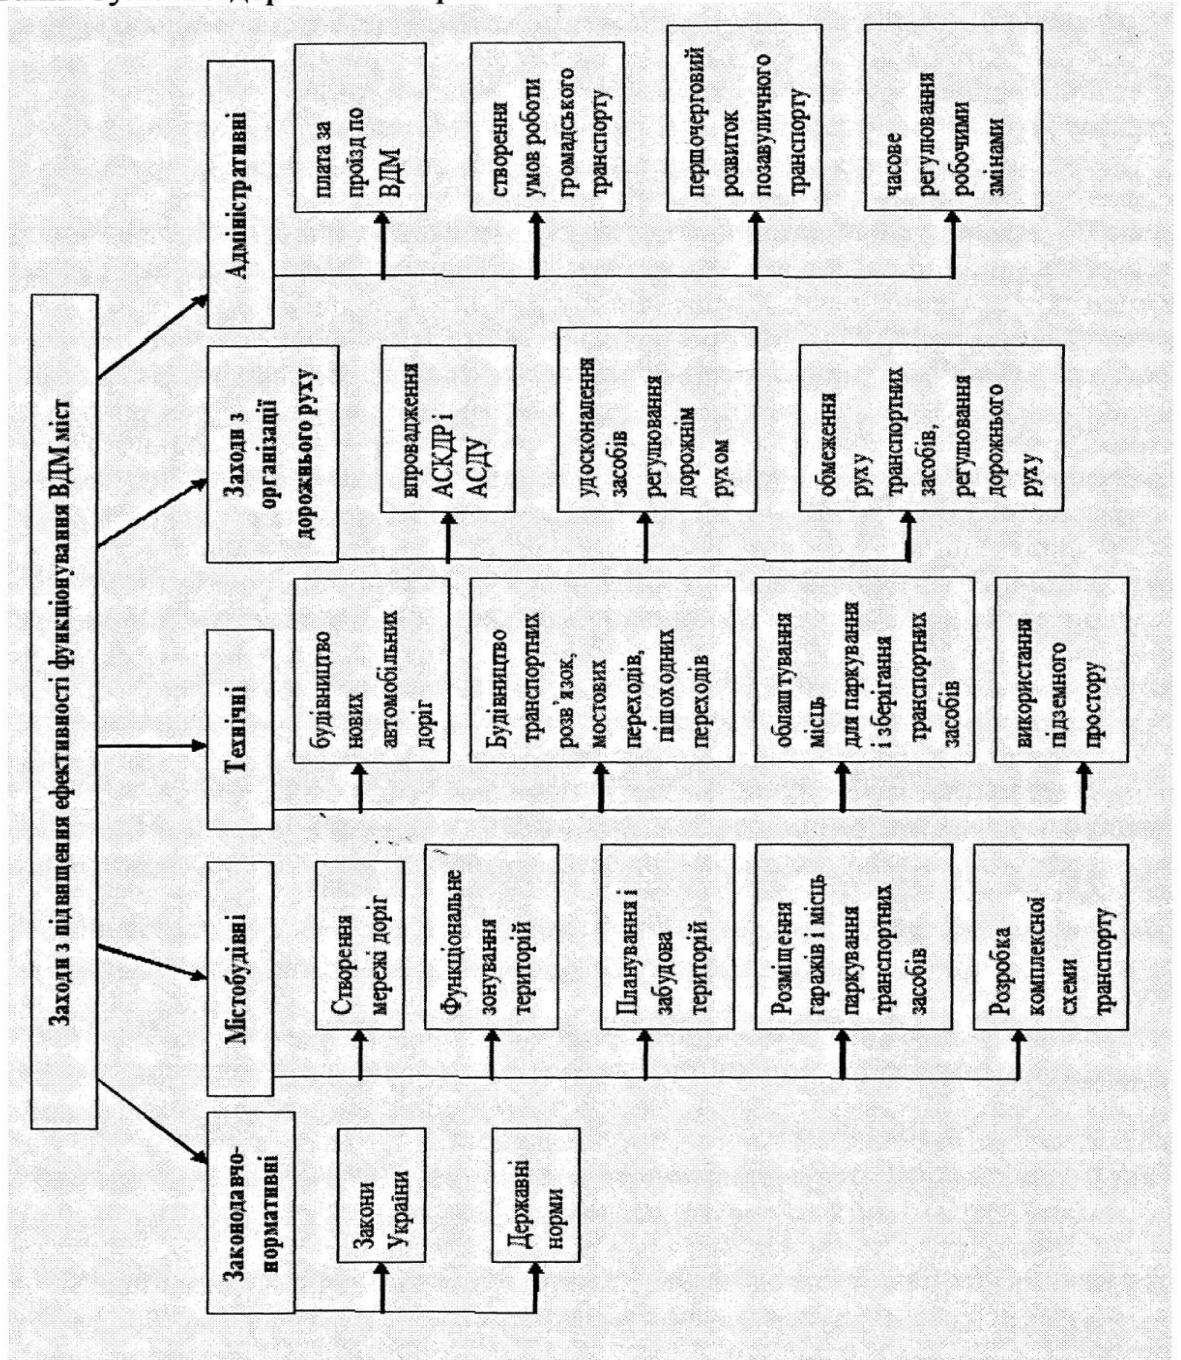 Заходи з підвищення ефективності функціонування ВДМ міст
Законодавчо-
нормативні
Закони
України
Державні
норми
Містобудівні
Створення
мережі доріг
Функціональне
зонування
територій
Планування і
забудова
територій
Розміщення
гаражів і місць
паркування
транспортних
засобів
Розробка
комплексної
схеми
транспорту
Технічні
будівництво
нових
автомобільних
доріг
Будівництво
транспортних
розв'язок,
мостових
переходів,
пішоходних
переходів
облаштування
місць
для паркування
і зберігання
транспортних
засобів
використання
підземного
простору
Заходи з
організації
дорожнього руху
впровадження
АСКДР і
АСДУ
удосконалення
засобів
регулювання
дорожнім
рухом
обмеження
руху
транспортних
засобів,
регулювання
дорожнього
руху
Адміністративні
плата за
проїзд по
ВДМ
створення
умов роботи
громадського
транспорту
першочерговий
розвиток
позавуличного
транспорту
часове
регулювання
робочими
змінами